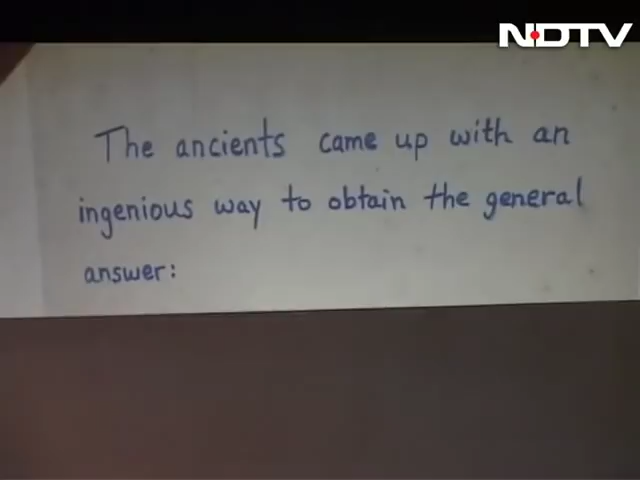 NDTV
The ancients came up with an
ingenious way to obtain the general
answer: